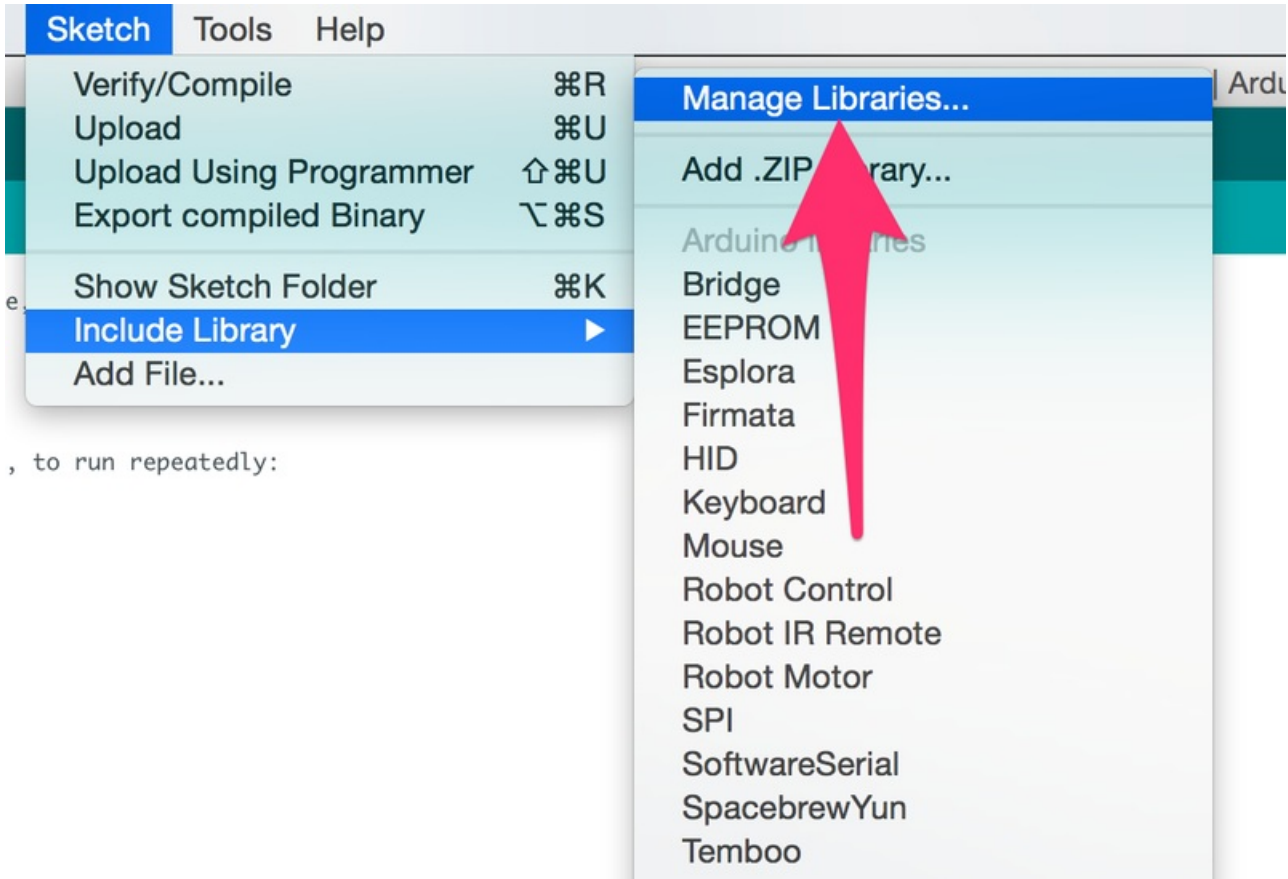 Sketch Tools Help
Verify/Compile ⌘R
Upload ⌘U
Upload Using Programmer ⇧⌘U
Export compiled Binary ⌥⌘S
Show Sketch Folder ⌘K
Include Library ▶
Add File...
, to run repeatedly:
Manage Libraries...
Add .ZIP
Bridge
EEPROM
Esplora
Firmata
HID
Keyboard
Mouse
Robot Control
Robot IR Remote
Robot Motor
SPI
SoftwareSerial
SpacebrewYun
Temboo